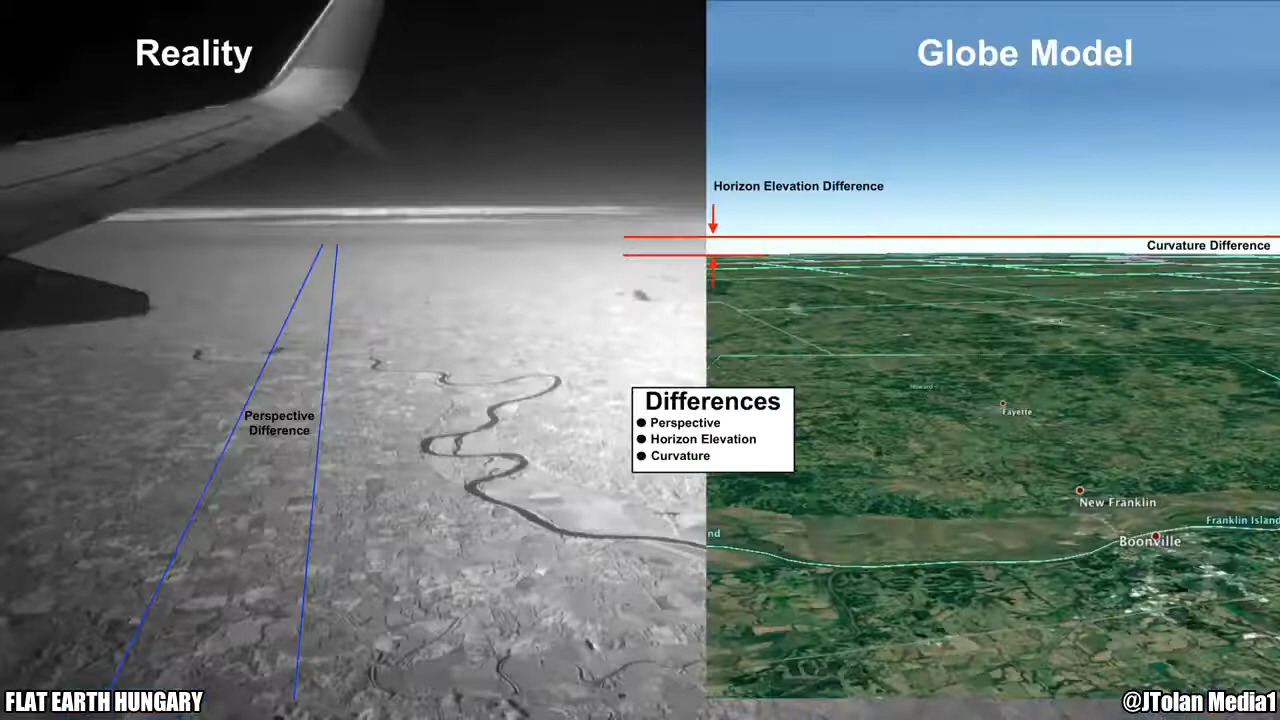 Reality
Globe Model
Horizon Elevation Difference
Curvature Difference
Perspective
Difference
Differences
● Perspective
● Horizon Elevation
● Curvature
Howard
Fayette
New Franklin
Franklin Island
nd
Boonville
FLAT EARTH HUNGARY
@JTolan Media1